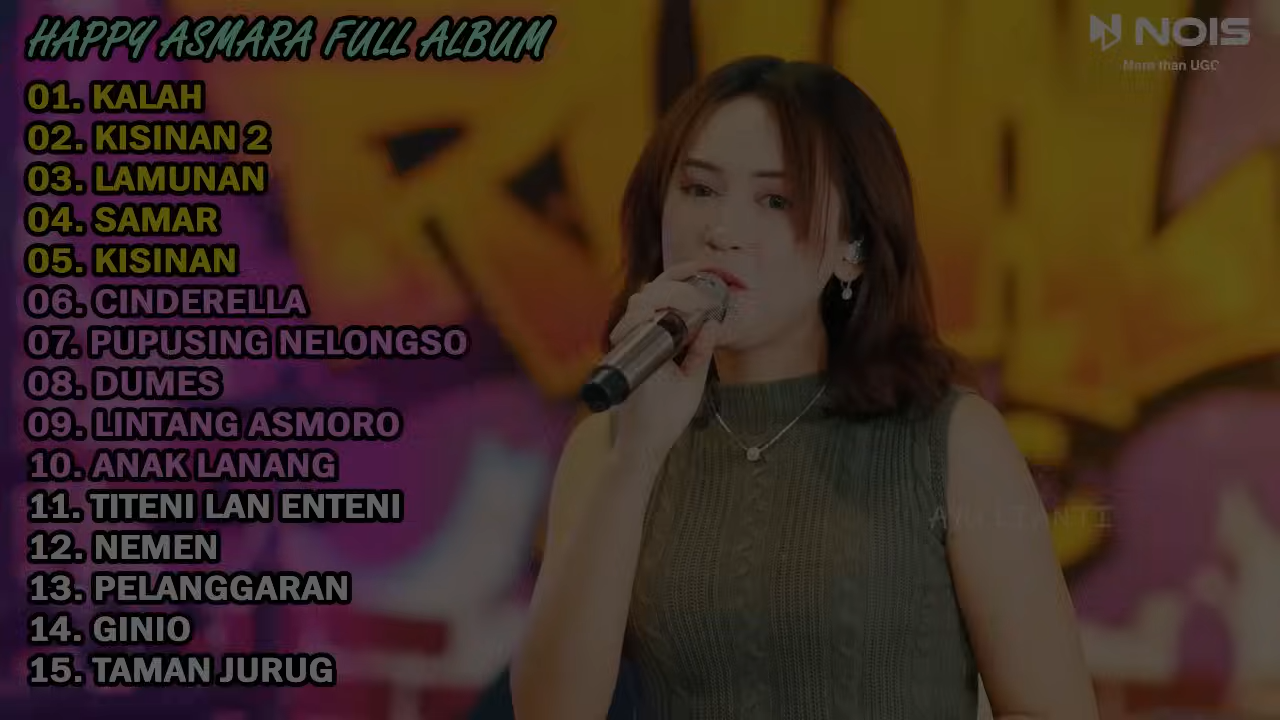 HAPPY ASMARA FULL ALBUM
NOIS
More than UGC
01. KALAH
02. KISINAN 2
03. LAMUNAN
04. SAMAR
05. KISINAN
06. CINDERELLA
07. PUPUSING NELONGSO
08. DUMES
09. LINTANG ASMORO
10. ANAK LANANG
11. TITENI LAN ENTENI
12. NEMEN
13. PELANGGARAN
14. GINIO
15. TAMAN JURUG